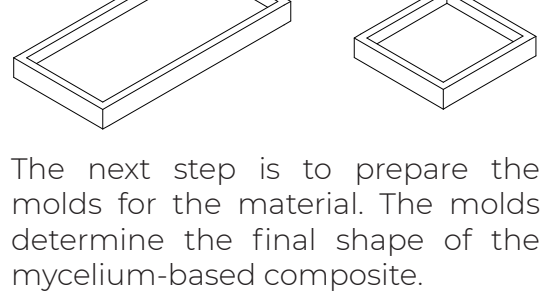 The next step is to prepare the
molds for the material. The molds
determine the final shape of the
mycelium-based composite.